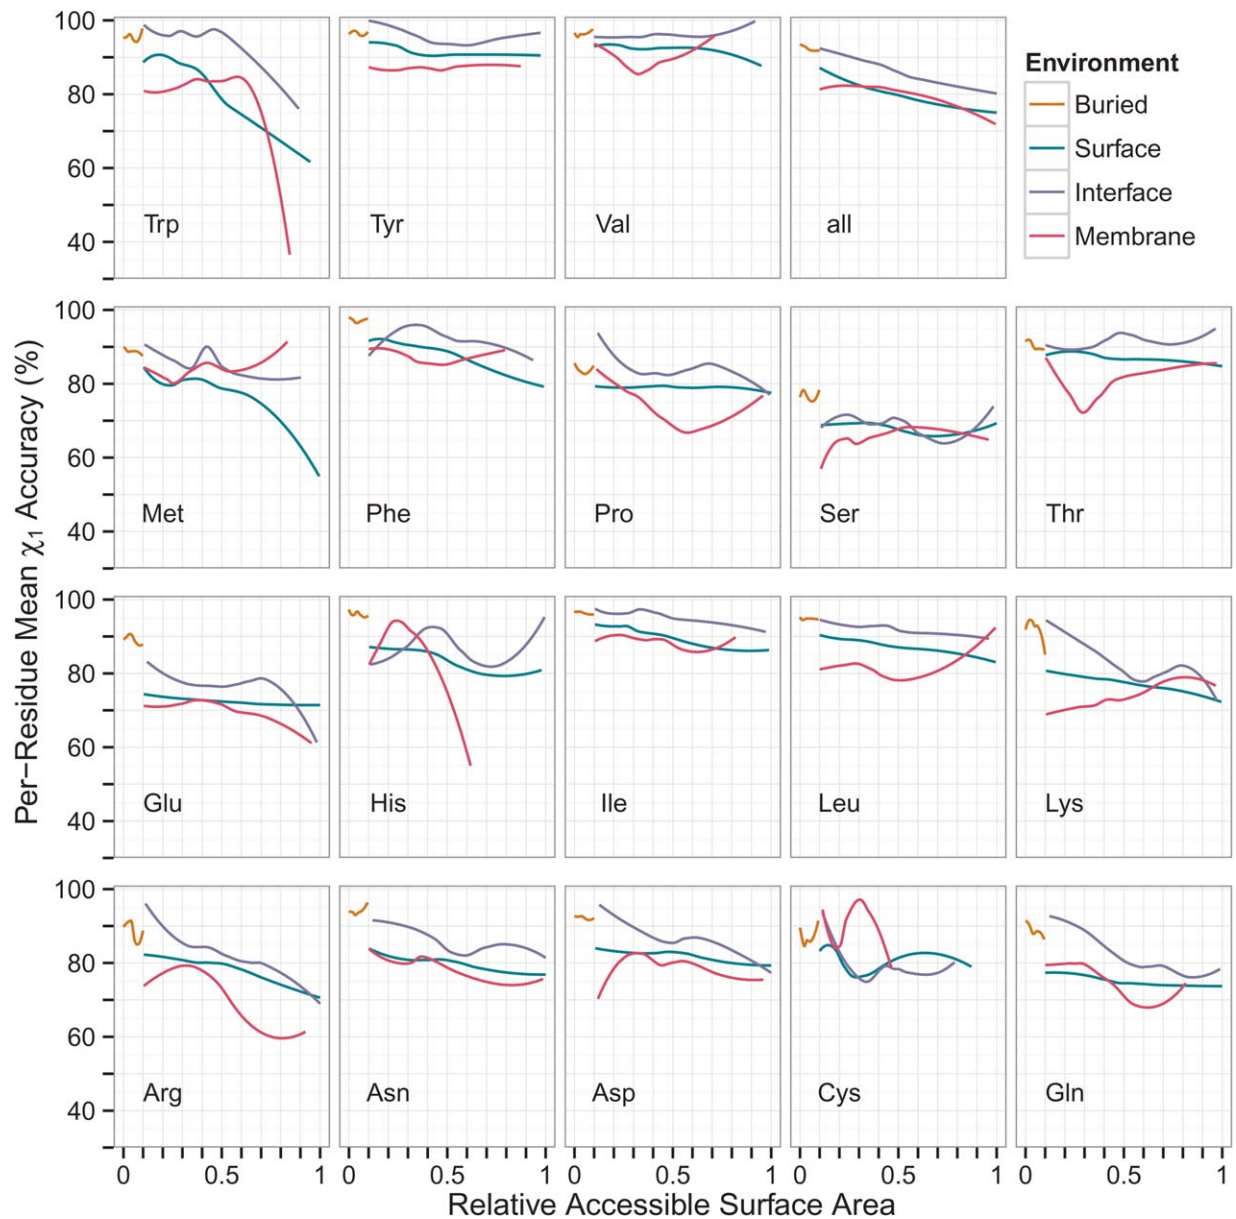 Per−Residue Mean χ₁ Accuracy (%)
100
80
60
40
Trp
Tyr
Val
all
Environment
Buried
Surface
Interface
Membrane
100
80
60
40
Met
Phe
Pro
Ser
Thr
100
80
60
40
Glu
His
Ile
Leu
Lys
100
80
60
40
Arg
Asn
Asp
Cys
Gln
0 0.5 1 0 0.5 1 0 0.5 1 0 0.5 1 0 0.5 1
Relative Accessible Surface Area